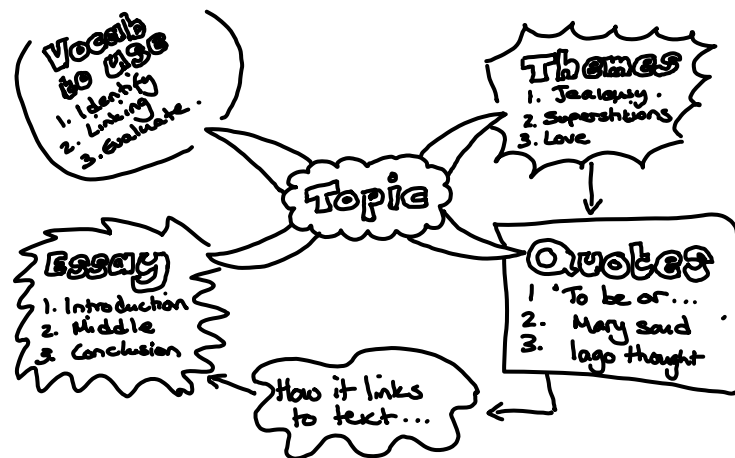 Vocab
to use
1. Identify
2. Linking
3. Evaluate.
Themes
1. Jealousy.
2. Superstitions
3. Love
Topic
Essay
1. Introduction
2. Middle
3. Conclusion
Quotes
1 'To be or...
2. Mary said
3. Iago thought
How it links
to text...